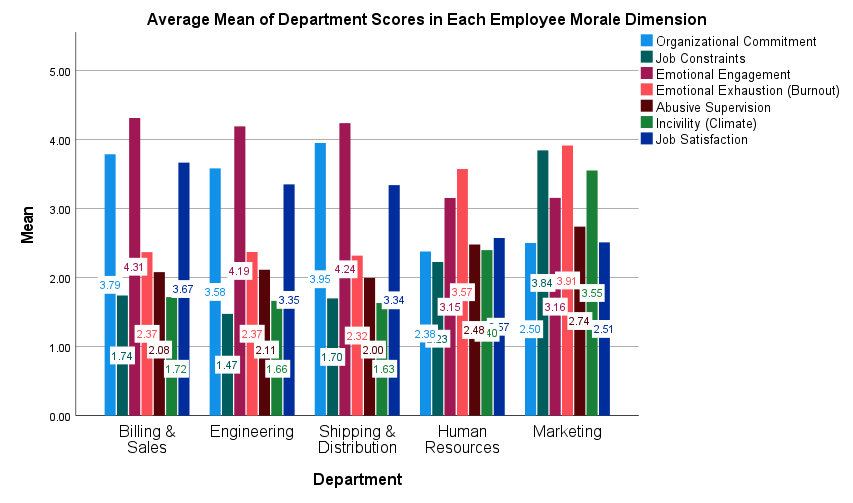 Average Mean of Department Scores in Each Employee Morale Dimension
Organizational Commitment
Job Constraints
Emotional Engagement
Emotional Exhaustion (Burnout)
Abusive Supervision
Incivility (Climate)
Job Satisfaction
Mean
5.00
4.00
3.00
2.00
1.00
0.00
3.79
1.74
4.31
2.37
2.08
1.72
3.67
3.58
1.47
4.19
2.37
2.11
1.66
3.35
3.95
1.70
4.24
2.32
2.00
1.63
3.34
2.38
3.15
3.57
2.48
2.50
3.84
3.16
3.91
2.74
3.55
2.51
Billing &
Sales
Engineering
Shipping &
Distribution
Human
Resources
Marketing
Department